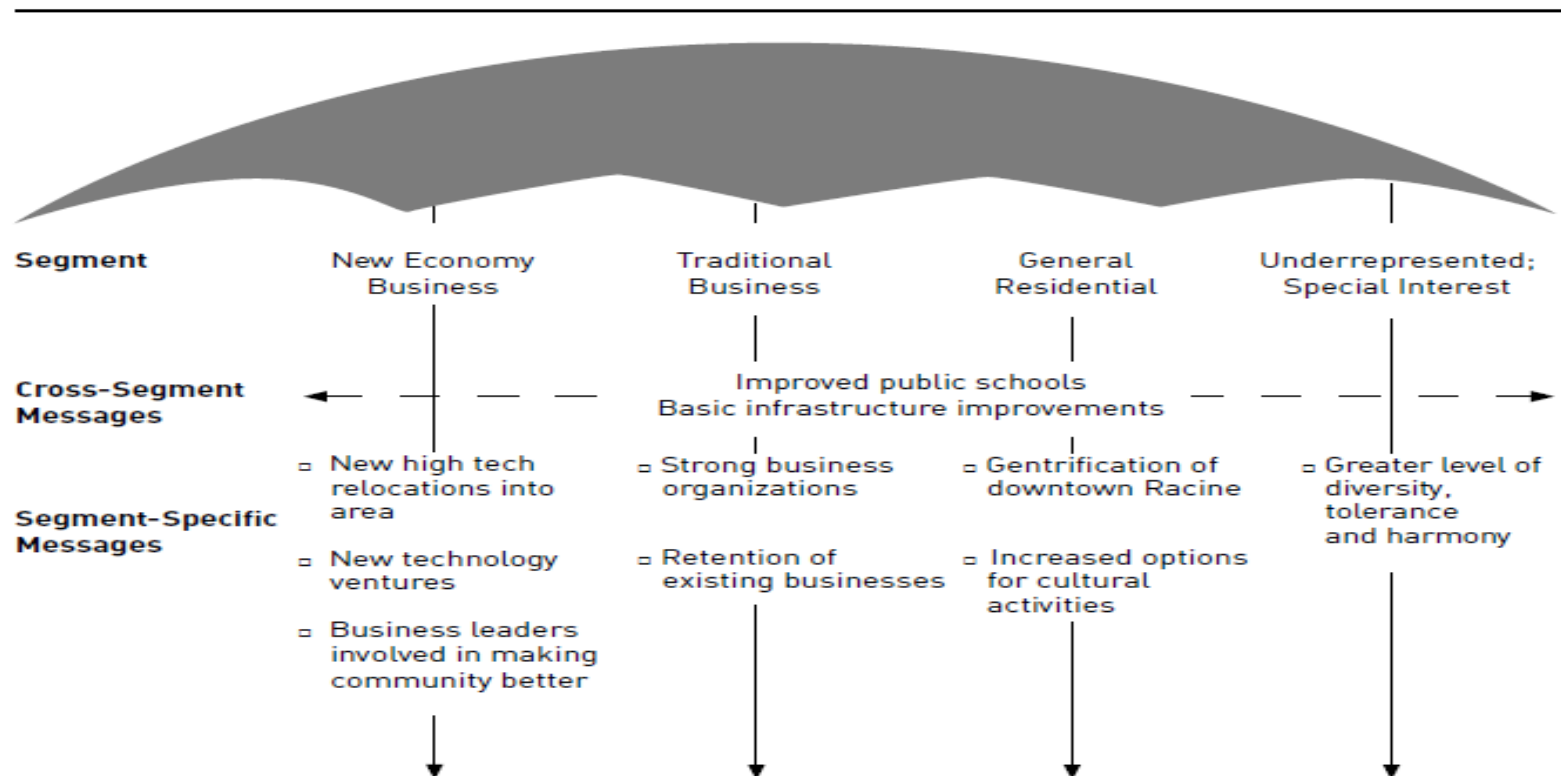 Segment
New Economy
Business
Traditional
Business
General
Residential
Underrepresented;
Special Interest
Cross-Segment
Messages
Improved public schools
Basic infrastructure improvements
Segment-Specific
Messages
New high tech
relocations into
area
New technology
ventures
Business leaders
involved in making
community better
Strong business
organizations
Retention of
existing businesses
Gentrification of
downtown Racine
Increased options
for cultural
activities
Greater level of
diversity,
tolerance
and harmony